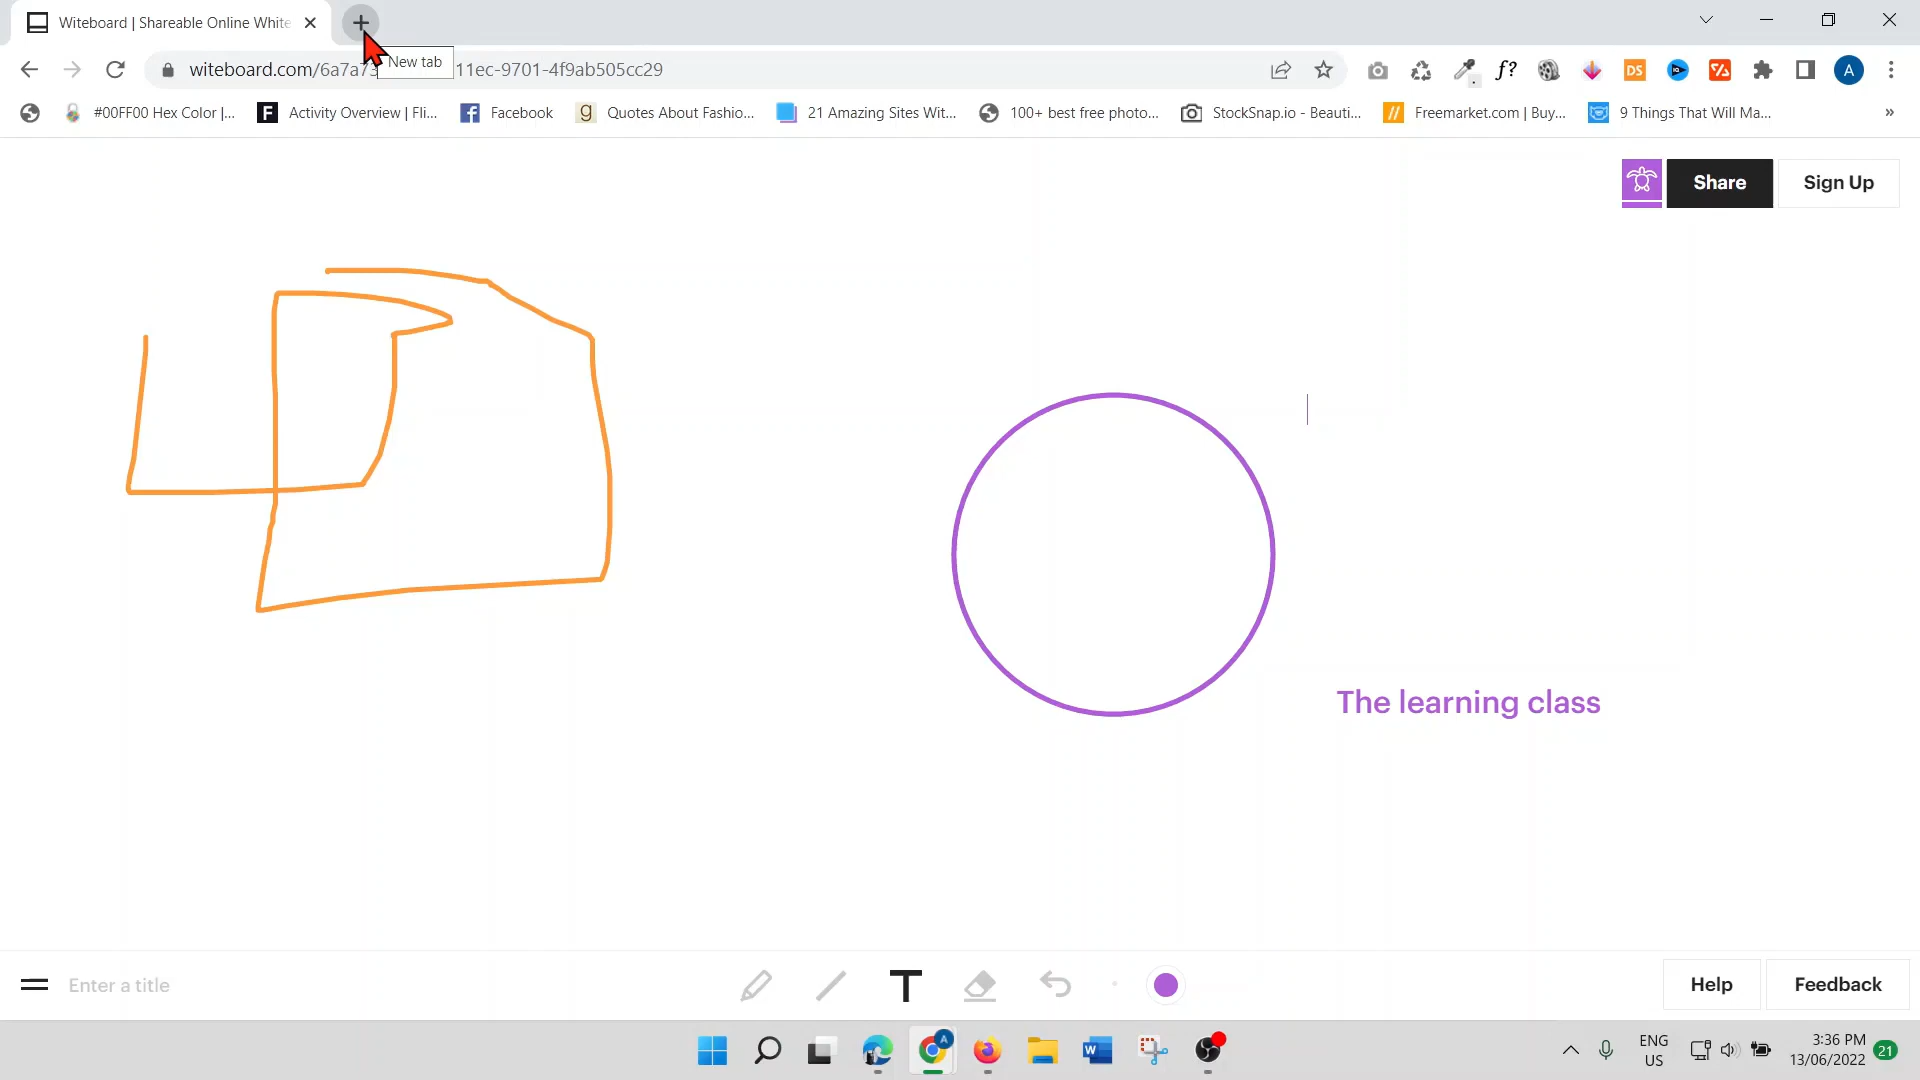 Witeboard | Shareable Online White
New tab
witeboard.com/6a7a73 11ec-9701-4f9ab505cc29
f?
DS
A
#00FF00 Hex Color |...
F Activity Overview | Fli...
Facebook
g Quotes About Fashio...
21 Amazing Sites Wit...
100+ best free photo...
StockSnap.io - Beauti...
Freemarket.com | Buy...
9 Things That Will Ma...
»
Share
Sign Up
The learning class
Enter a title
T
Help
Feedback
A
W
ENG
US
3:36 PM
13/06/2022
21